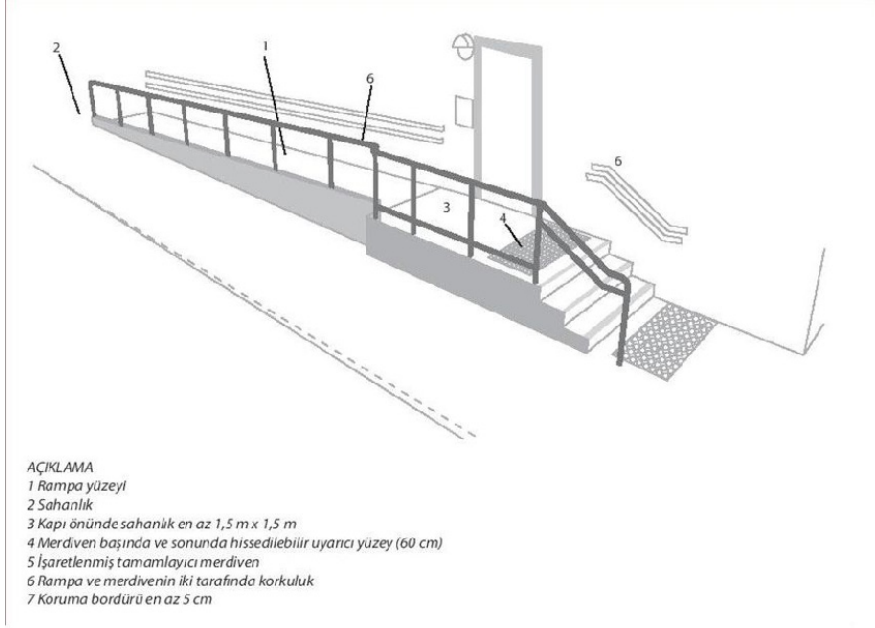 2
1
6
6
3
4
AÇIKLAMA
1 Rampa yüzeyi
2 Sahanlık
3 Kapı önünde sahanlık en az 1,5 m x 1,5 m
4 Merdiven başında ve sonunda hissedilebilir uyarıcı yüzey (60 cm)
5 İşaretlenmiş tamamlayıcı merdiven
6 Rampa ve merdivenin iki tarafında korkuluk
7 Koruma bordürü en az 5 cm